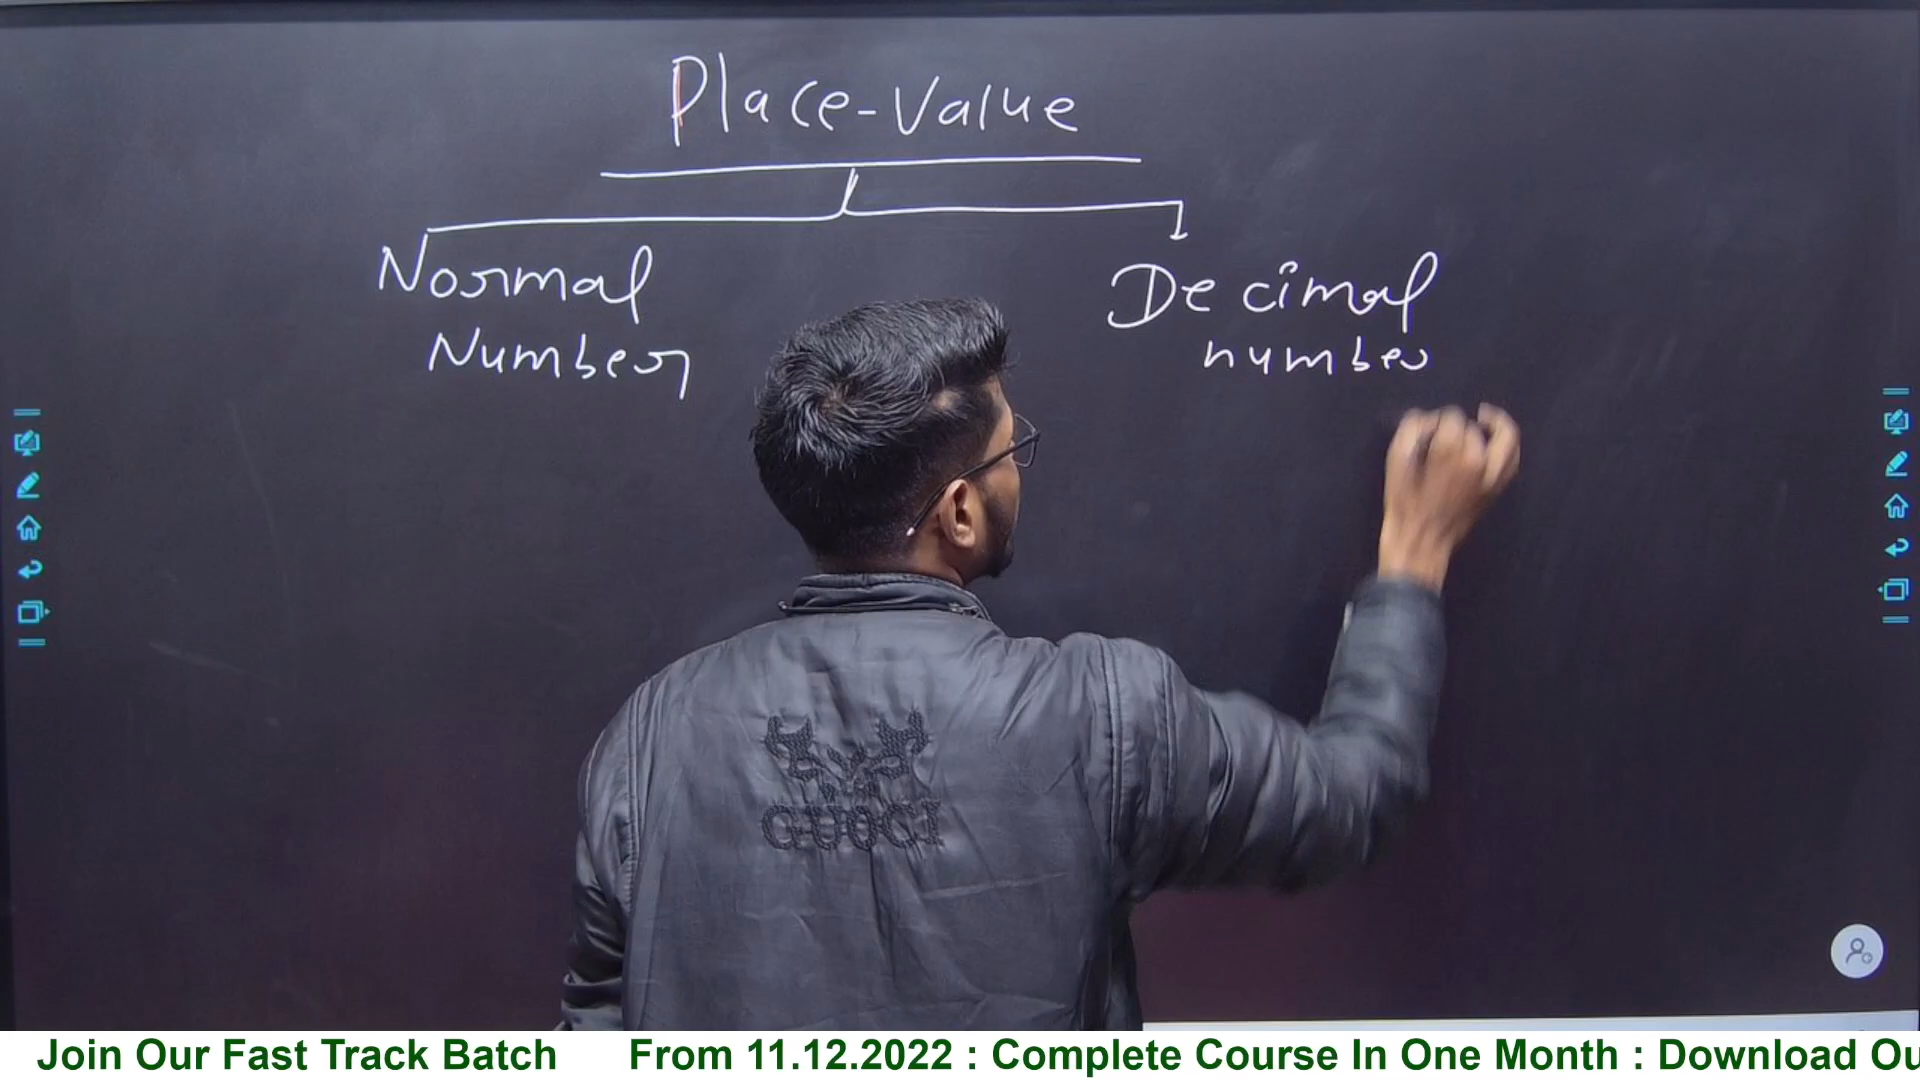 Place-Value
Normal
Number
Decimal
number
GUOCI
Join Our Fast Track Batch From 11.12.2022 : Complete Course In One Month : Download Ou